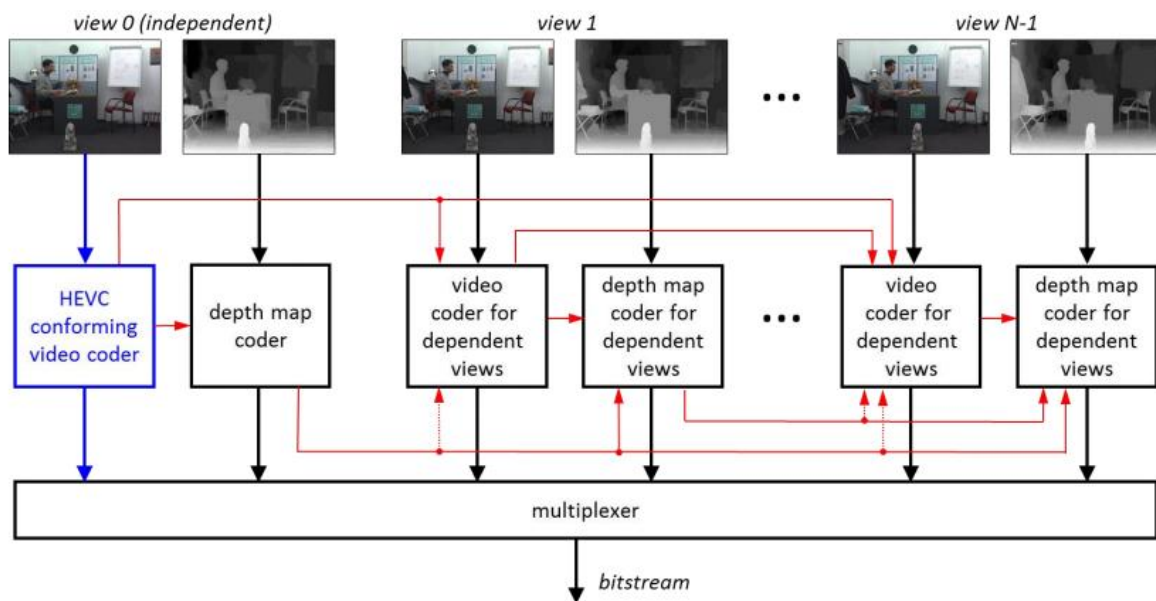 view 0 (independent)
view 1
view N-1
HEVC
conforming
video coder
depth map
coder
video
coder for
dependent
views
depth map
coder for
dependent
views
video
coder for
dependent
views
depth map
coder for
dependent
views
multiplexer
bitstream